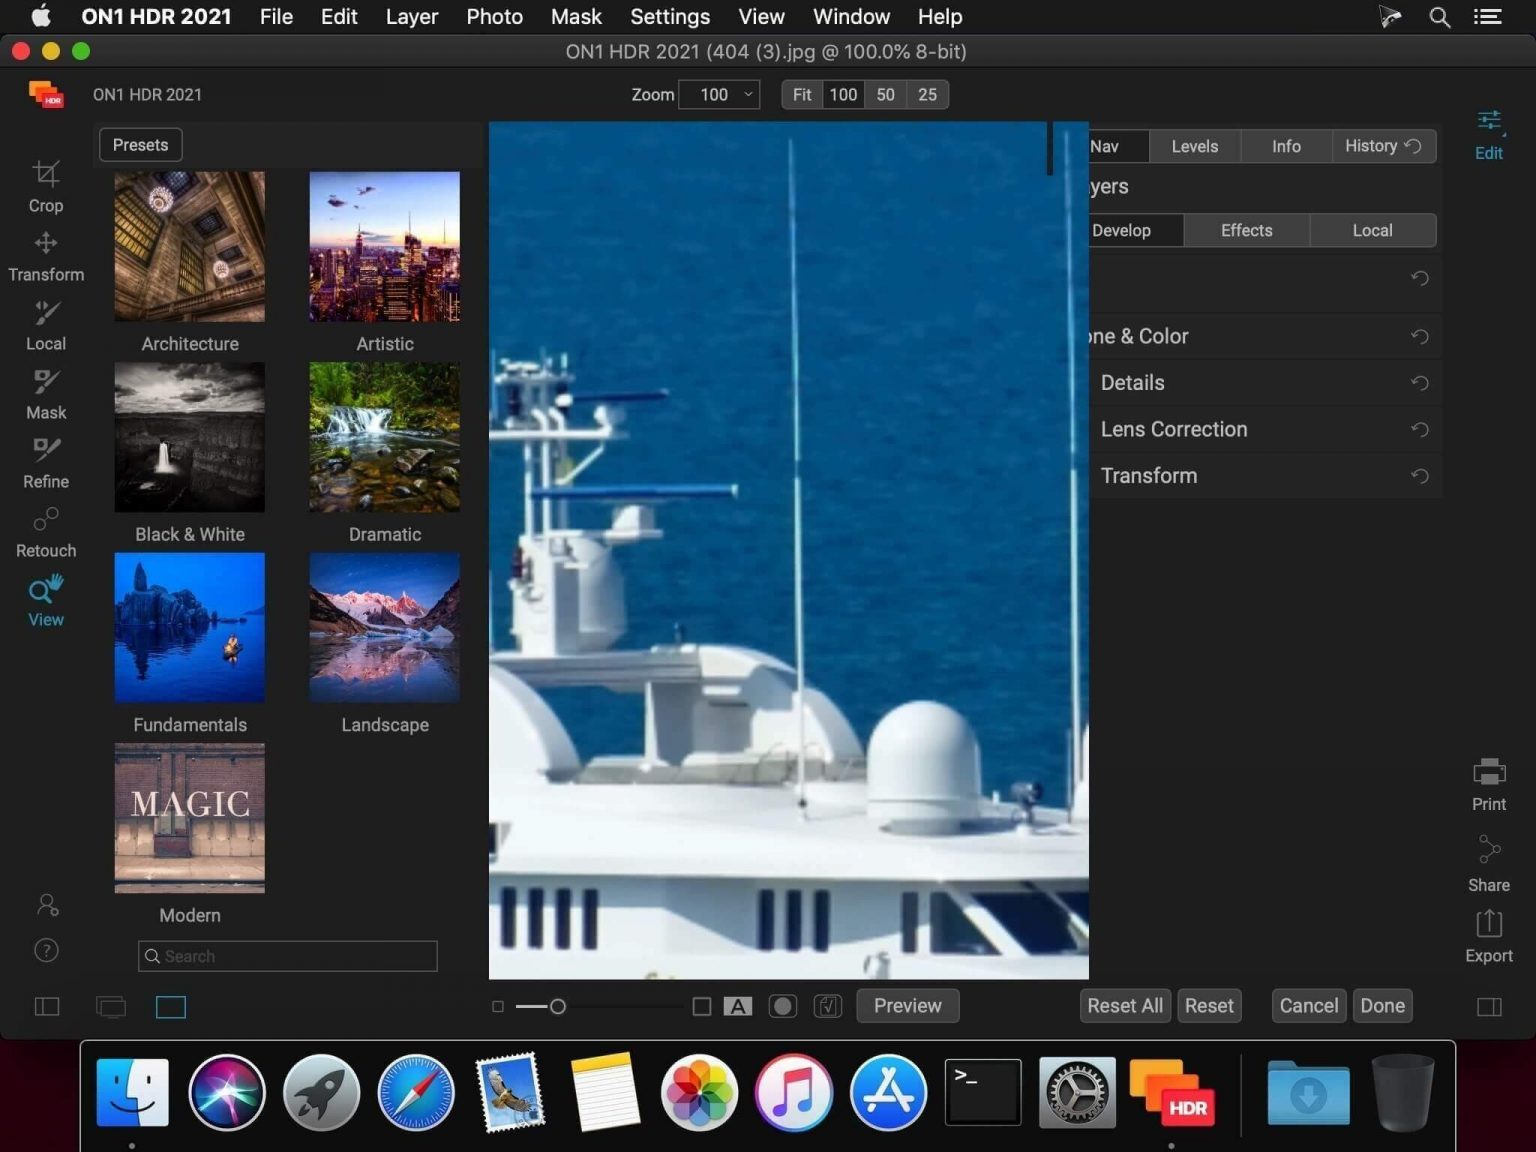 ON1 HDR 2021 File Edit Layer Photo Mask Settings View Window Help
ON1 HDR 2021 (404 (3).jpg @ 100.0% 8-bit)
HDR
ON1 HDR 2021
Zoom 100 Fit 100 50 25
Edit
Presets
Nav Levels Info History
yers
Develop Effects Local
Crop
Transform
Local
Mask
Refine
Retouch
View
Architecture Artistic
Black & White Dramatic
Fundamentals Landscape
MAGIC
Modern
Search
one & Color
Details
Lens Correction
Transform
Print
Share
Export
?
A Preview Reset All Reset Cancel Done
>_
HDR